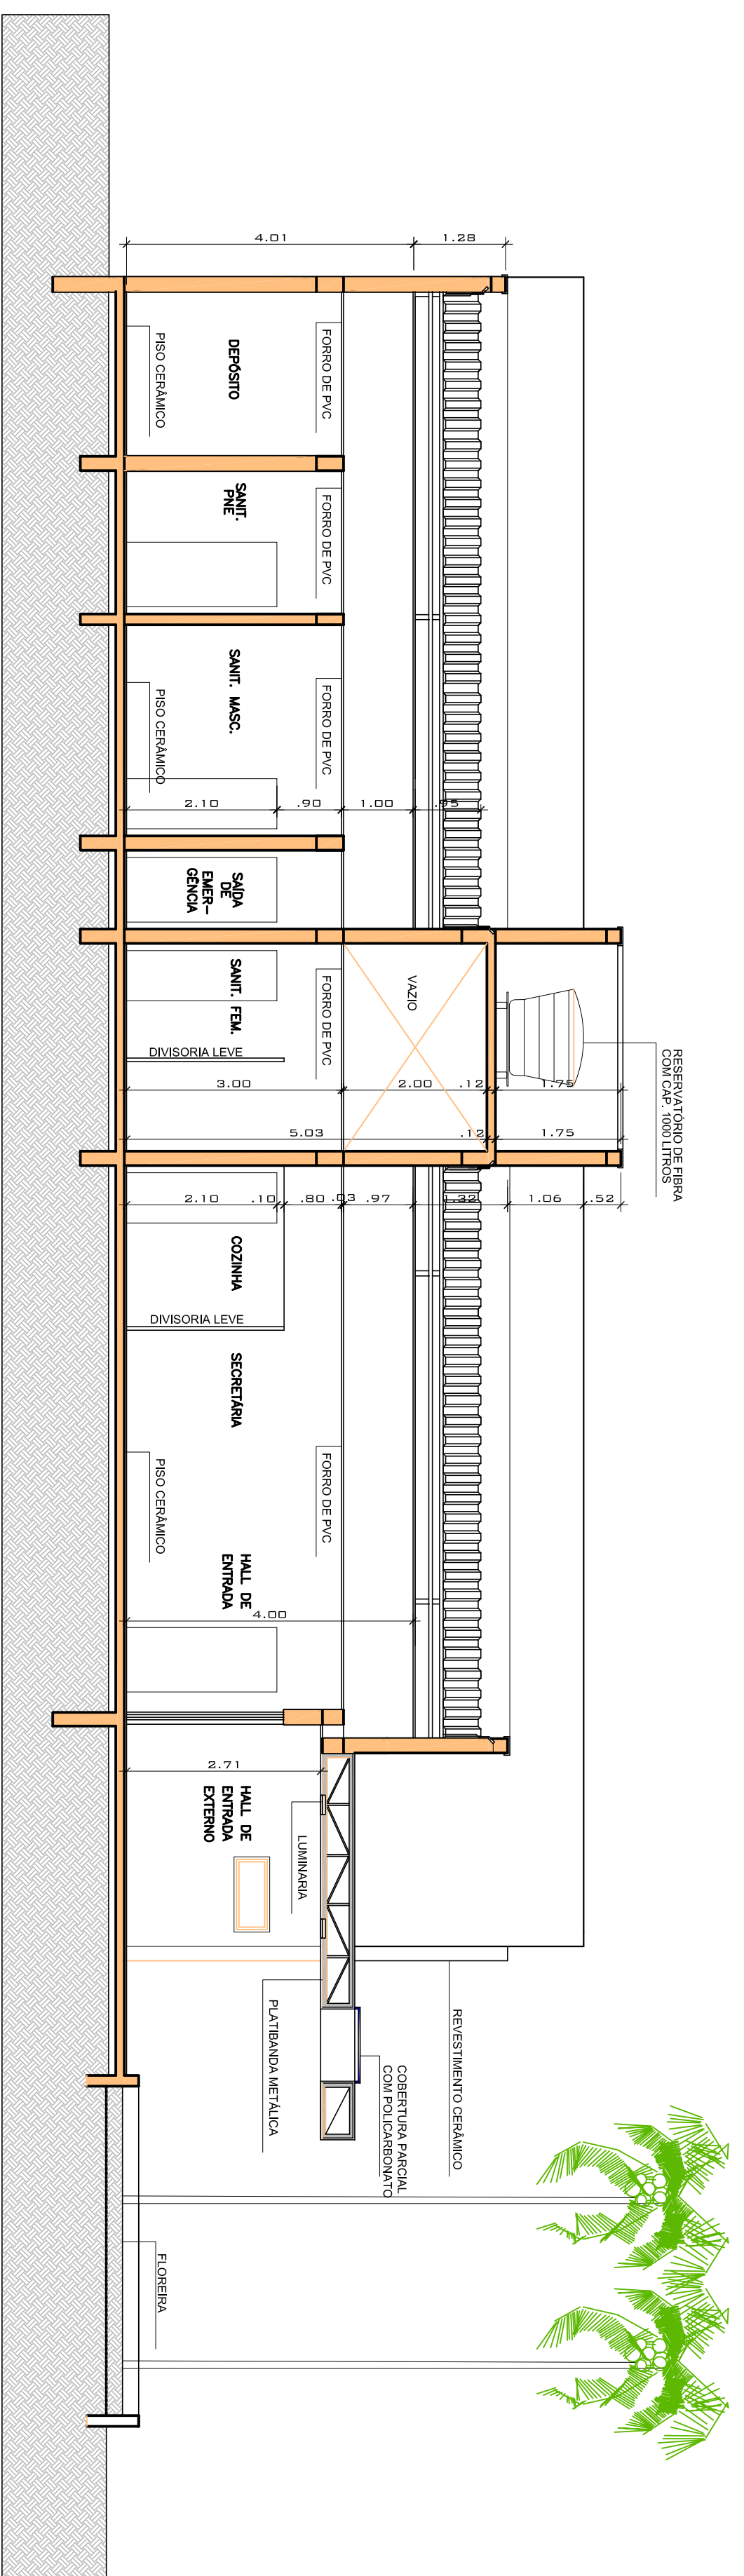 4.01
1.28
DEPÓSITO
PISO CERÂMICO
FORRO DE PVC
SANIT.
PNE
FORRO DE PVC
SANIT. MASC.
PISO CERÂMICO
FORRO DE PVC
2.10
.90
1.00
.95
SAÍDA
DE
EMER-
GÊNCIA
SANIT. FEM.
FORRO DE PVC
VAZIO
DIVISORIA LEVE
RESERVATÓRIO DE FIBRA
COM CAP. 1000 LITROS
3.00
2.00
.12
1.75
5.03
.12
1.75
2.10
.10
.80
.03
.97
1.32
1.06
.52
COZINHA
DIVISORIA LEVE
SECRETÁRIA
PISO CERÂMICO
FORRO DE PVC
HALL DE
ENTRADA
4.00
2.71
HALL DE
ENTRADA
EXTERNO
LUMINARIA
PLATIBANDA METÁLICA
REVESTIMENTO CERÂMICO
COBERTURA PARCIAL
COM POLICARBONATO
FLOREIRA